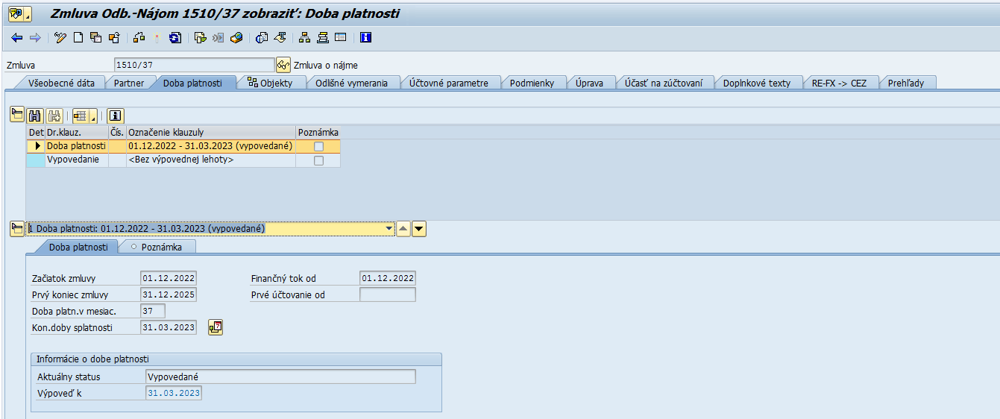 Zmluva Odb.-Nájom 1510/37 zobraziť: Doba platnosti
Zmluva 1510/37 Zmluva o nájme
Všeobecné dáta Partner Doba platnosti Objekty Odlišné vymerania Účtovné parametre Podmienky Úprava Účasť na zúčtovaní Doplnkové texty RE-FX -> CEZ Prehľady
Det Dr.klauz. Čís. Označenie klauzuly Poznámka
Doba platnosti 01.12.2022 - 31.03.2023 (vypovedané)
Vypovedanie <Bez výpovednej lehoty>
1 Doba platnosti: 01.12.2022 - 31.03.2023 (vypovedané)
Doba platnosti Poznámka
Začiatok zmluvy 01.12.2022 Finančný tok od 01.12.2022
Prvý koniec zmluvy 31.12.2025 Prvé účtovanie od
Doba platn.v mesiac. 37
Kon.doby splatnosti 31.03.2023
Informácie o dobe platnosti
Aktuálny status Vypovedané
Výpoveď k 31.03.2023